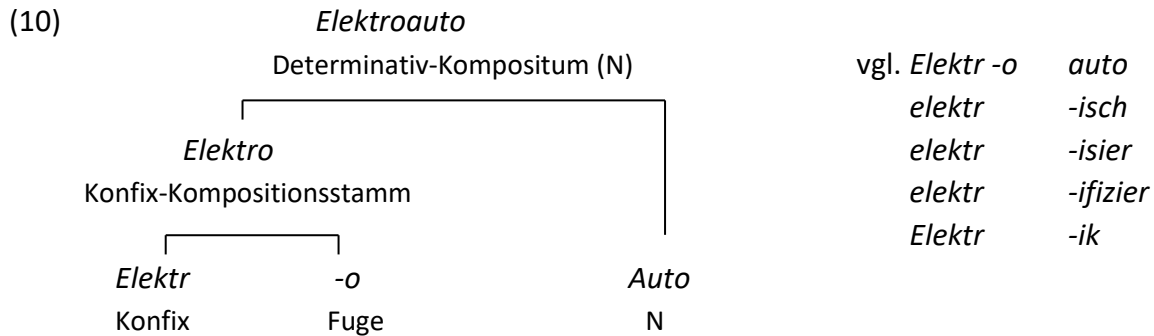 (10) Elektroauto
Determinativ-Kompositum (N) vgl. Elektr -o auto
elektr -isch
Elektro elektr -isier
Konfix-Kompositionsstamm elektr -ifizier
Elektr -ik
Elektr -o Auto
Konfix Fuge N